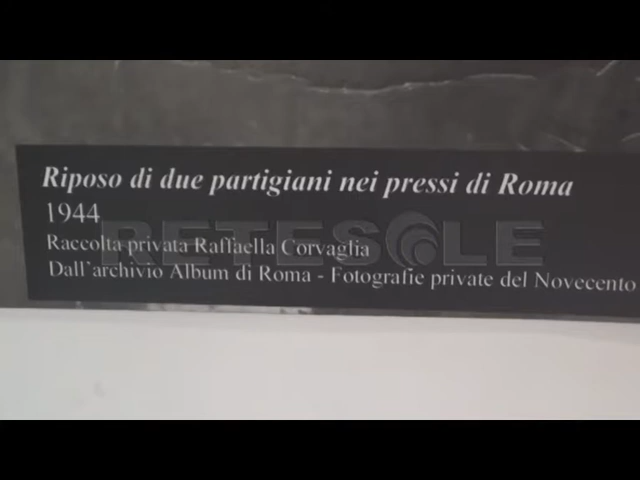 Riposo di due partigiani nei pressi di Roma
1944
RETESOLE
Raccolta privata Raffaella Corvaglia
Dall'archivio Album di Roma - Fotografie private del Novecento